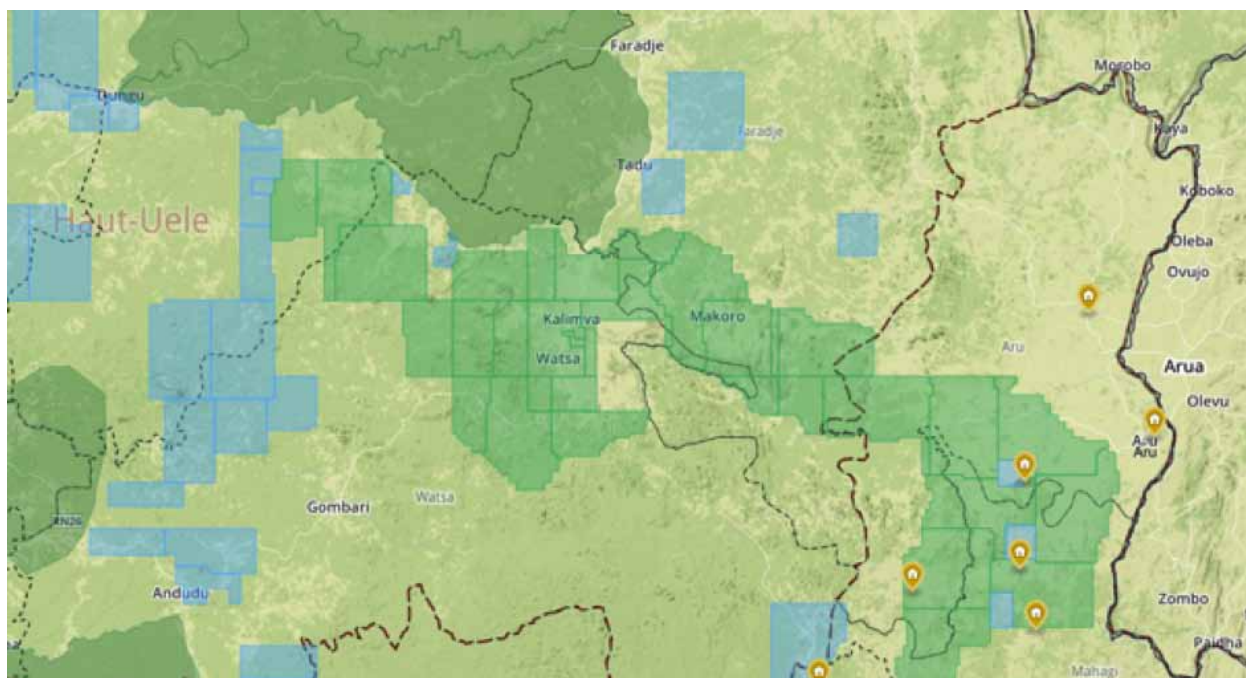 Faradje
Morobo
Dungu
Kaya
Faradje
Tadu
Koboko
Haut-Uele
Oleba
Ovujo
Kalimva
Makoro
Aru
Watsa
Arua
Olevu
Aru
Aru
Watsa
Gombari
RN26
Andudu
Zombo
Paidha
Mahagi